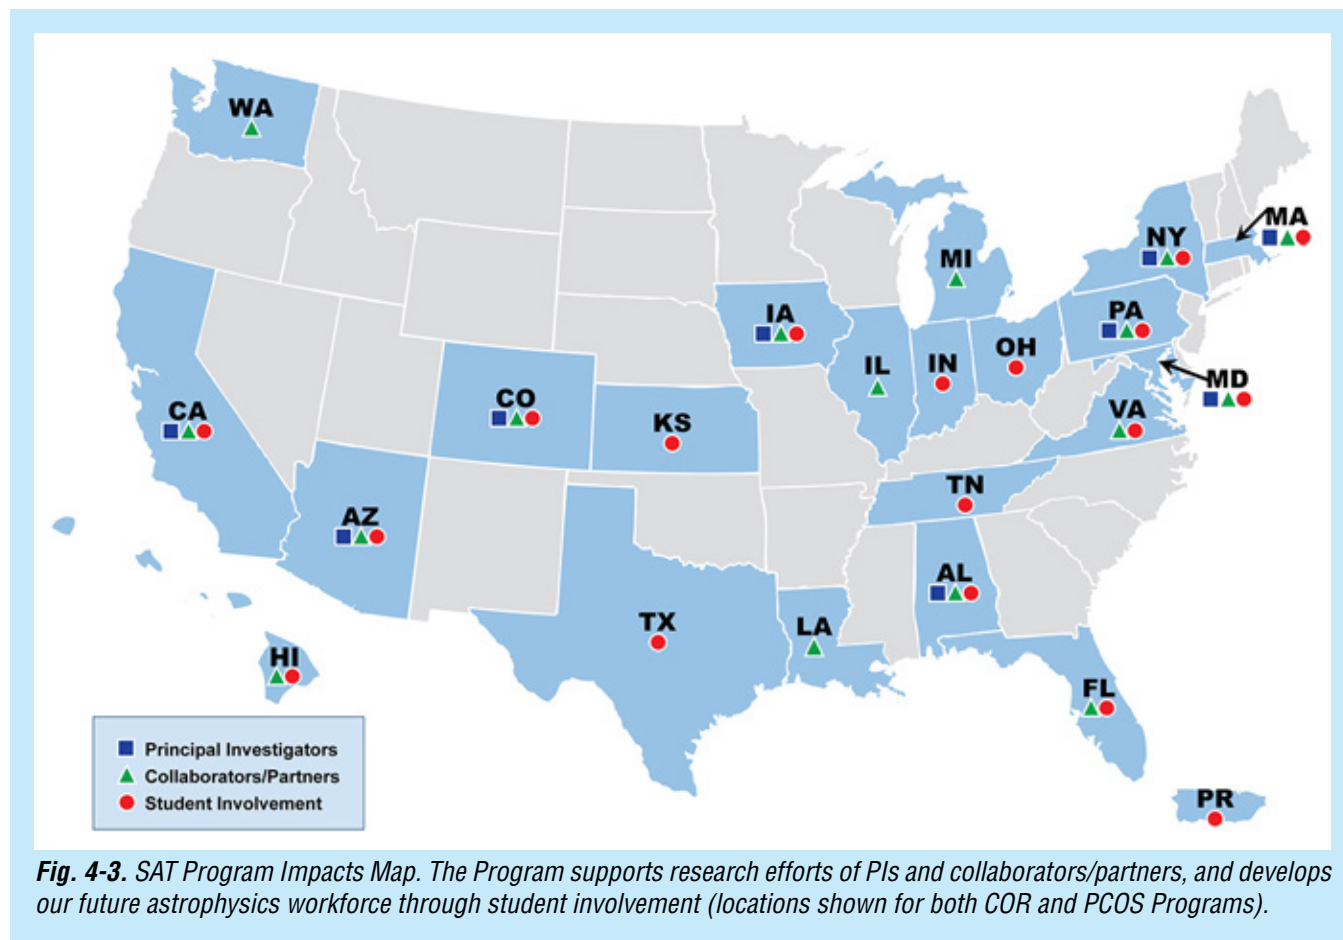 WA
MA
NY
MI
PA
IA
OH
IL
IN
MD
CO
CA
VA
KS
TN
AZ
AL
TX
LA
HI
FL
Principal Investigators
Collaborators/Partners
Student Involvement
PR
Fig. 4-3. SAT Program Impacts Map. The Program supports research efforts of PIs and collaborators/partners, and develops
our future astrophysics workforce through student involvement (locations shown for both COR and PCOS Programs).